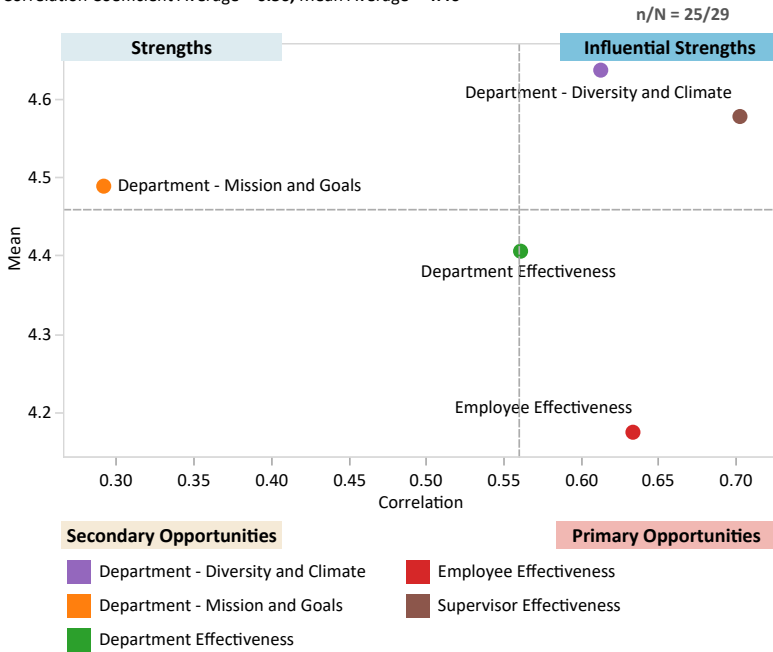 n/N = 25/29
Strengths
Influential Strengths
4.6
Department - Diversity and Climate
4.5
Department - Mission and Goals
Mean
4.4
Department Effectiveness
4.3
Employee Effectiveness
4.2
0.30 0.35 0.40 0.45 0.50 0.55 0.60 0.65 0.70
Correlation
Secondary Opportunities
Primary Opportunities
Department - Diversity and Climate
Employee Effectiveness
Department - Mission and Goals
Supervisor Effectiveness
Department Effectiveness